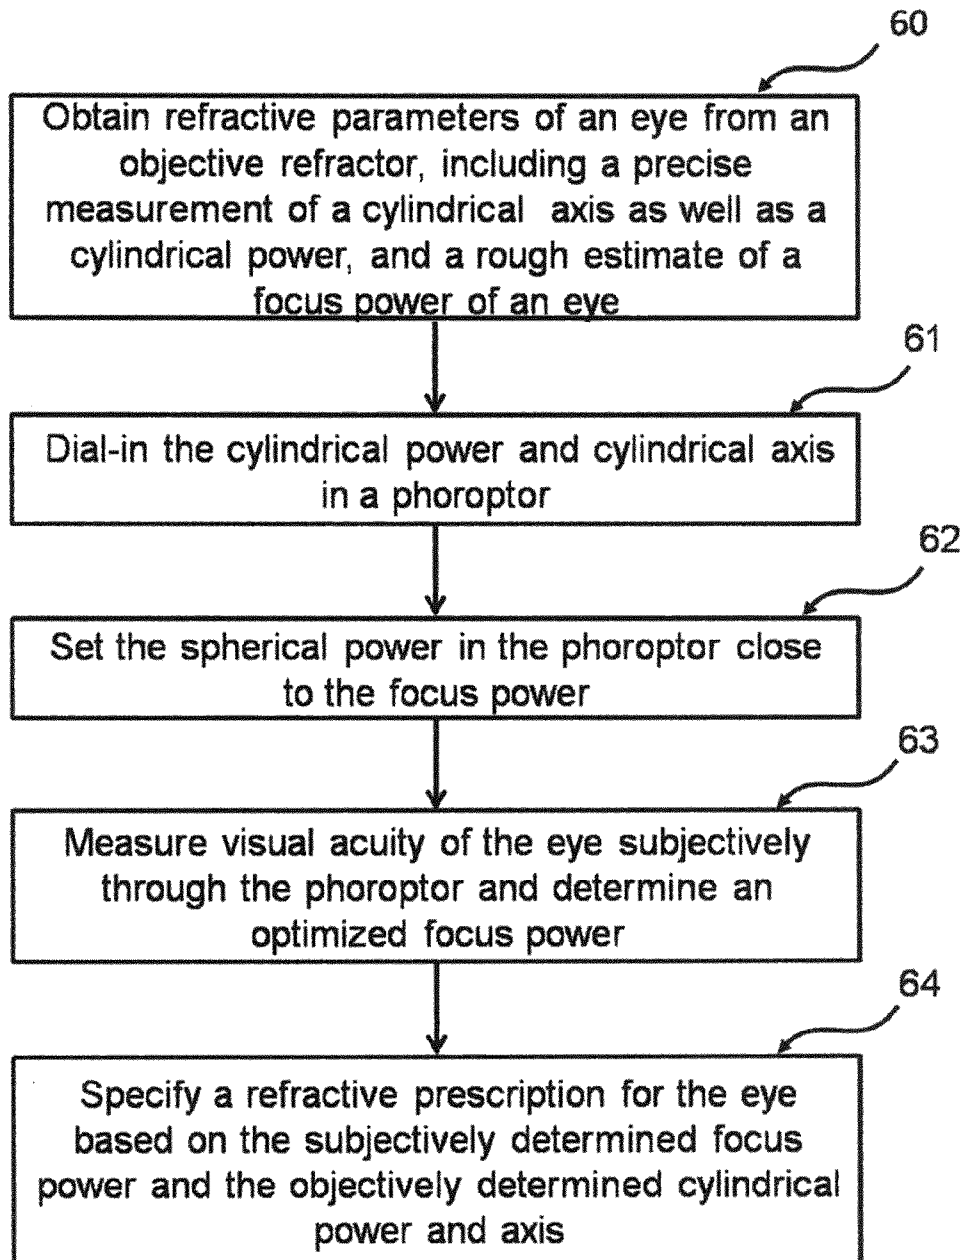 60
Obtain refractive parameters of an eye from an
objective refractor, including a precise
measurement of a cylindrical axis as well as a
cylindrical power, and a rough estimate of a
focus power of an eye
61
Dial-in the cylindrical power and cylindrical axis
in a phoroptor
62
Set the spherical power in the phoroptor close
to the focus power
63
Measure visual acuity of the eye subjectively
through the phoroptor and determine an
optimized focus power
64
Specify a refractive prescription for the eye
based on the subjectively determined focus
power and the objectively determined cylindrical
power and axis